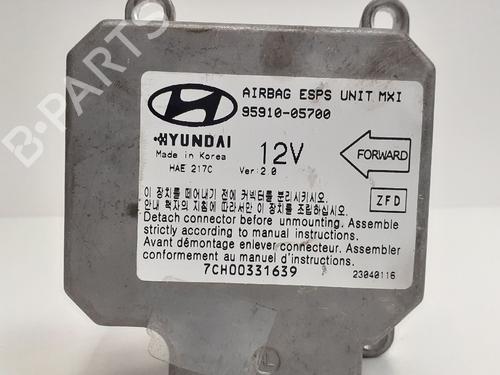 B-PARTS
AIRBAG ESPS UNIT MXI
95910-05700
HYUNDAI
Made in Korea
12V
FORWARD
HAE 217C
Ver:2.0
이 장치를 떼어내기 전에 커넥터를 분리시키시오.
안내 책자의 지침에 따라서만 이 장치를 조립하십시오.
ZFD
Detach connector before unmounting. Assemble
strictly according to manual instructions.
Avant démontage enlever connecteur. Assembler
conformement au manuel d'instructions.
7CH00331639
23040116